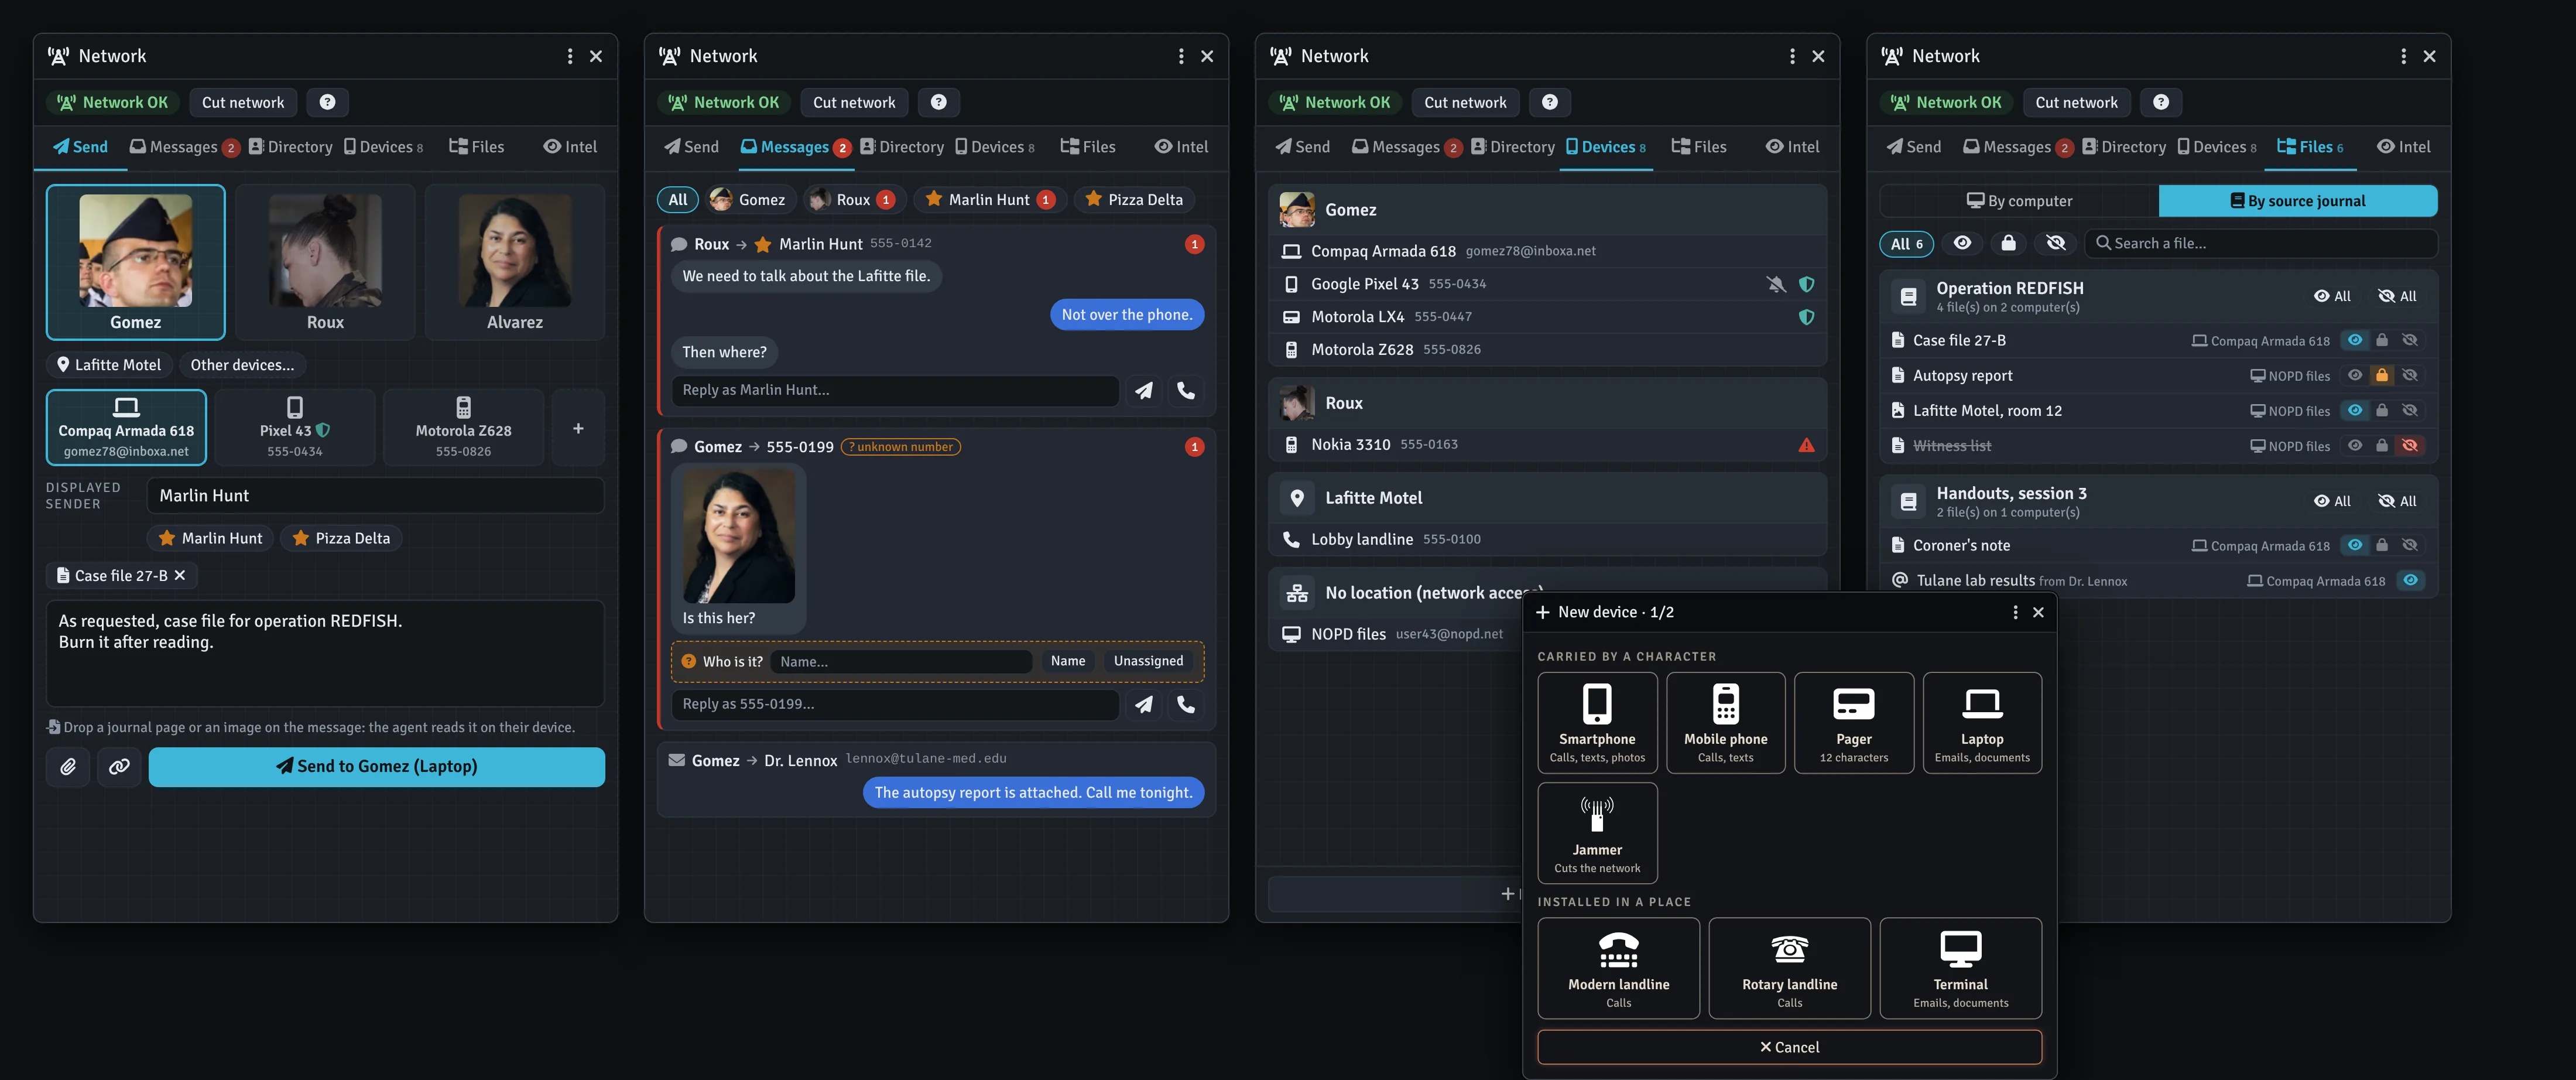 Network
Network OK
Cut network
Send
Messages 2
Directory
Devices 8
Files
Intel
Gomez
Roux
Alvarez
Lafitte Motel
Other devices...
Compaq Armada 618
gomez78@inboxa.net
Pixel 43
555-0434
Motorola Z628
555-0826
+
DISPLAYED
SENDER
Marlin Hunt
Marlin Hunt
Pizza Delta
Case file 27-B
As requested, case file for operation REDFISH.
Burn it after reading.
Drop a journal page or an image on the message: the agent reads it on their device.
Send to Gomez (Laptop)
Network
Network OK
Cut network
Send
Messages 2
Directory
Devices 8
Files
Intel
All
Gomez
Roux 1
Marlin Hunt 1
Pizza Delta
Roux → Marlin Hunt 555-0142
1
We need to talk about the Lafitte file.
Not over the phone.
Then where?
Reply as Marlin Hunt...
Gomez → 555-0199 ? unknown number
1
Is this her?
? Who is it?
Name...
Name
Unassigned
Reply as 555-0199...
Gomez → Dr. Lennox lennox@tulane-med.edu
The autopsy report is attached. Call me tonight.
Network
Network OK
Cut network
Send
Messages 2
Directory
Devices 8
Files
Intel
Gomez
Compaq Armada 618 gomez78@inboxa.net
Google Pixel 43 555-0434
Motorola LX4 555-0447
Motorola Z628 555-0826
Roux
Nokia 3310 555-0163
Lafitte Motel
Lobby landline 555-0100
No location (network access)
NOPD files user43@nopd.net
Network
Network OK
Cut network
Send
Messages 2
Directory
Devices 8
Files 6
Intel
By computer
By source journal
All 6
Search a file...
Operation REDFISH
4 file(s) on 2 computer(s)
All
All
Case file 27-B
Compaq Armada 618
Autopsy report
NOPD files
Lafitte Motel, room 12
NOPD files
Witness list
NOPD files
Handouts, session 3
2 file(s) on 1 computer(s)
All
All
Coroner's note
Compaq Armada 618
Tulane lab results from Dr. Lennox
Compaq Armada 618
New device · 1/2
CARRIED BY A CHARACTER
Smartphone
Calls, texts, photos
Mobile phone
Calls, texts
Pager
12 characters
Laptop
Emails, documents
Jammer
Cuts the network
INSTALLED IN A PLACE
Modern landline
Calls
Rotary landline
Calls
Terminal
Emails, documents
Cancel